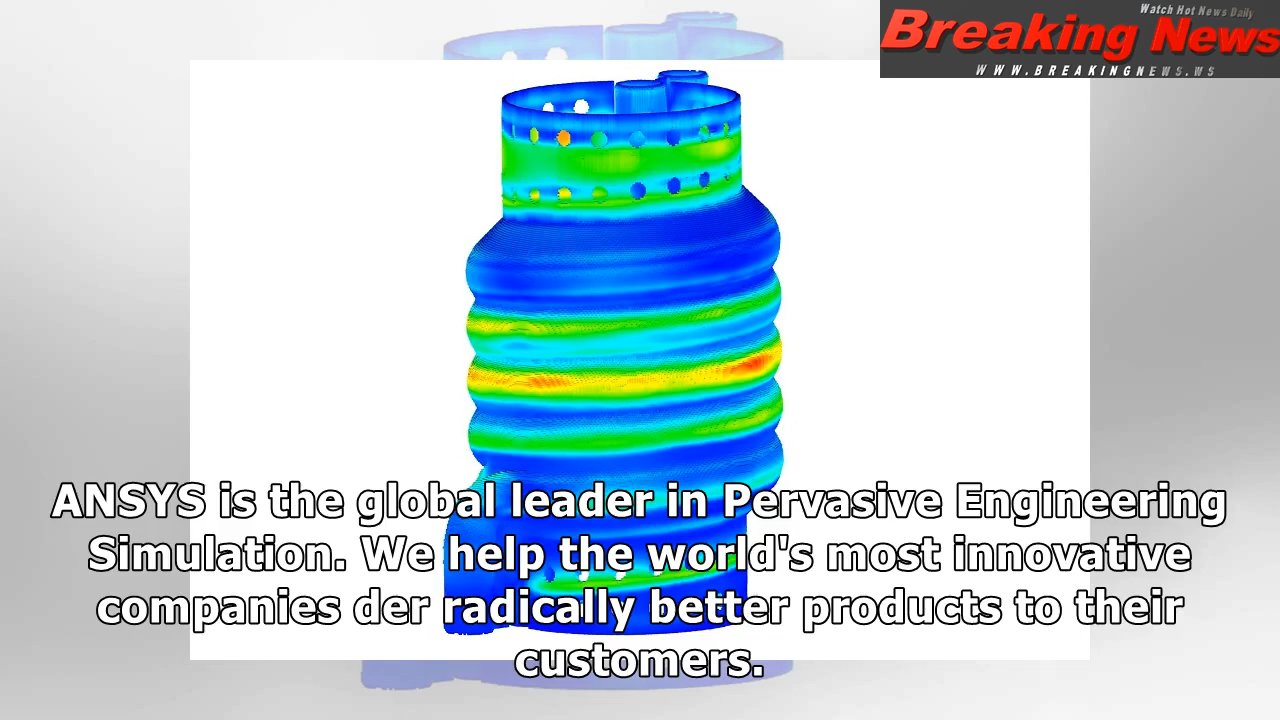 Watch Hot News Daily
Breaking News
WWW.BREAKINGNEWS.WS
ANSYS is the global leader in Pervasive Engineering
Simulation. We help the world's most innovative
companies der radically better products to their
customers.